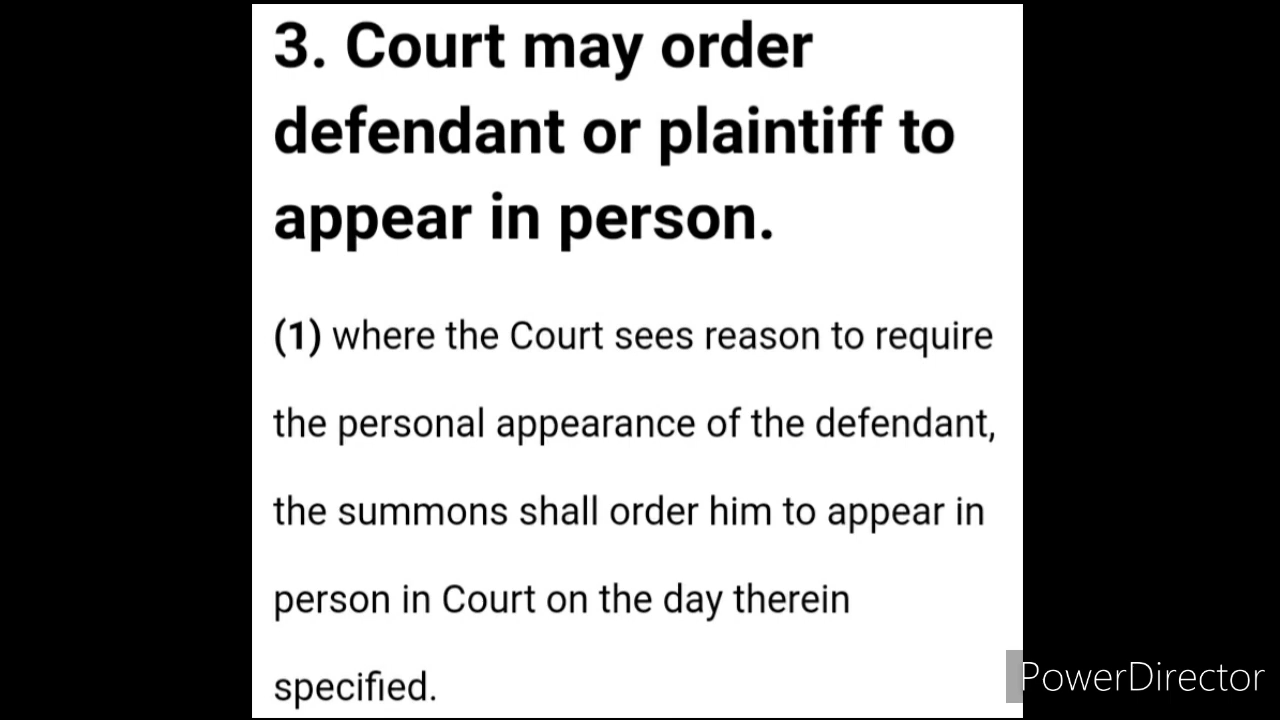 3. Court may order
defendant or plaintiff to
appear in person.
(1) where the Court sees reason to require
the personal appearance of the defendant,
the summons shall order him to appear in
person in Court on the day therein
specified.
PowerDirector